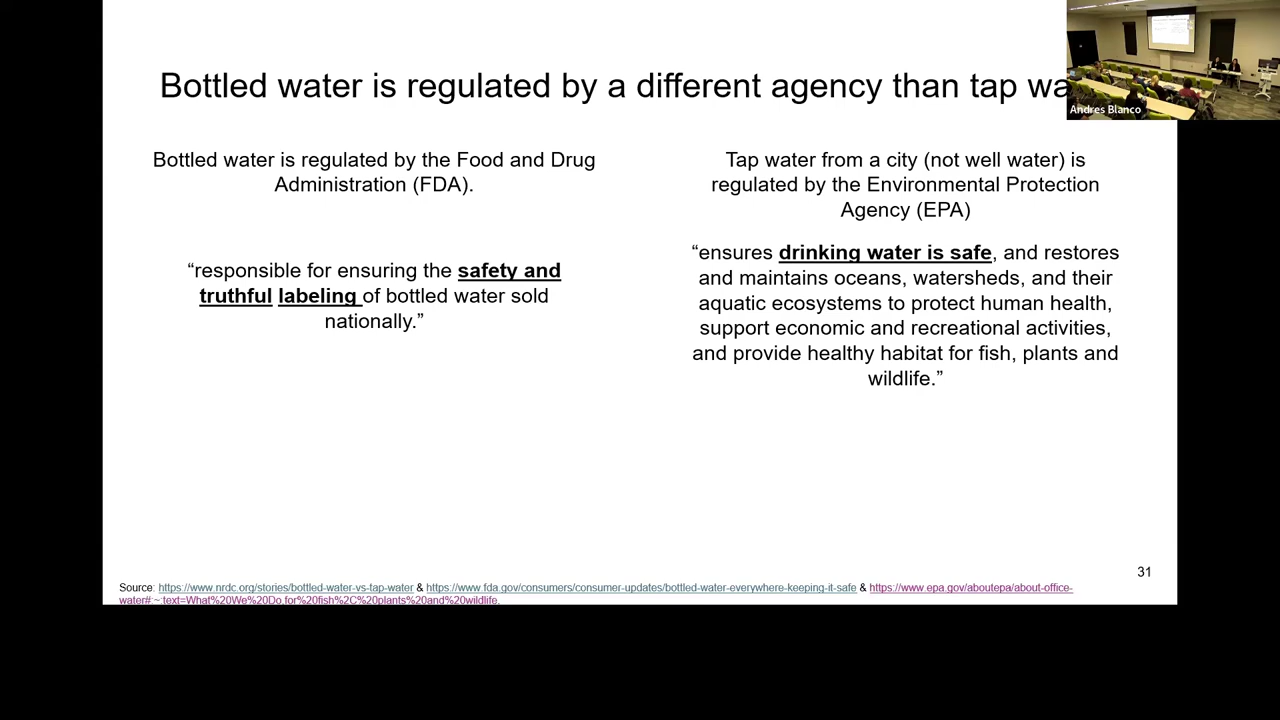 Bottled water is regulated by a different agency than tap wa
Andres Blanco
Bottled water is regulated by the Food and Drug
Administration (FDA).
“responsible for ensuring the safety and
truthful labeling of bottled water sold
nationally.”
Tap water from a city (not well water) is
regulated by the Environmental Protection
Agency (EPA)
“ensures drinking water is safe, and restores
and maintains oceans, watersheds, and their
aquatic ecosystems to protect human health,
support economic and recreational activities,
and provide healthy habitat for fish, plants and
wildlife.”
31
Source: https://www.nrdc.org/stories/bottled-water-vs-tap-water & https://www.fda.gov/consumers/consumer-updates/bottled-water-everywhere-keeping-it-safe & https://www.epa.gov/aboutepa/about-office-
water#:~:text=What%20We%20Do,for%20fish%2C%20plants%20and%20wildlife.